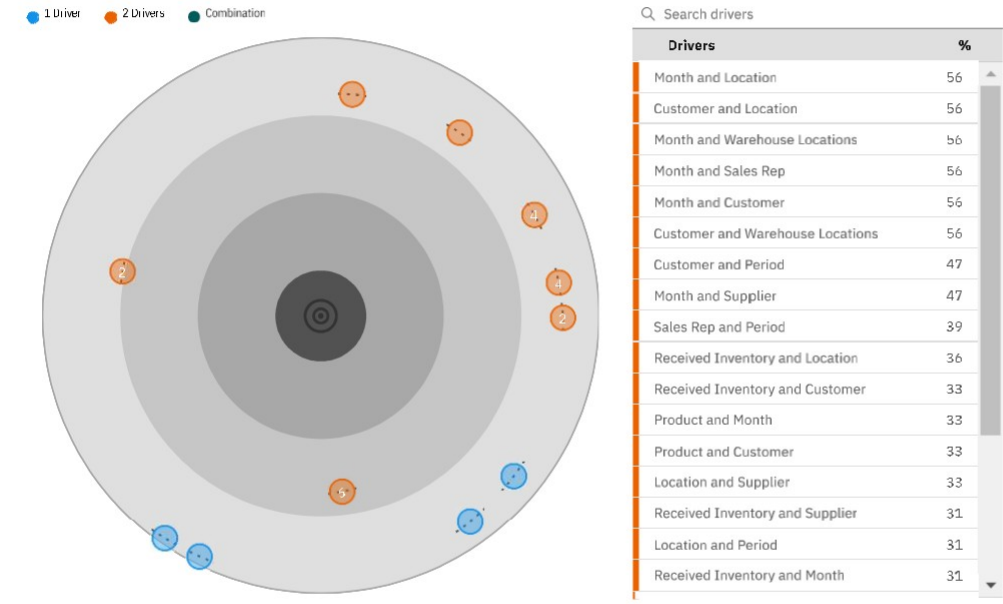 1 Driver 2 Drivers Combination
4
4
2
2
6
Search drivers
Drivers %
Month and Location 56
Customer and Location 56
Month and Warehouse Locations 56
Month and Sales Rep 56
Month and Customer 56
Customer and Warehouse Locations 56
Customer and Period 47
Month and Supplier 47
Sales Rep and Period 39
Received Inventory and Location 36
Received Inventory and Customer 33
Product and Month 33
Product and Customer 33
Location and Supplier 33
Received Inventory and Supplier 31
Location and Period 31
Received Inventory and Month 31